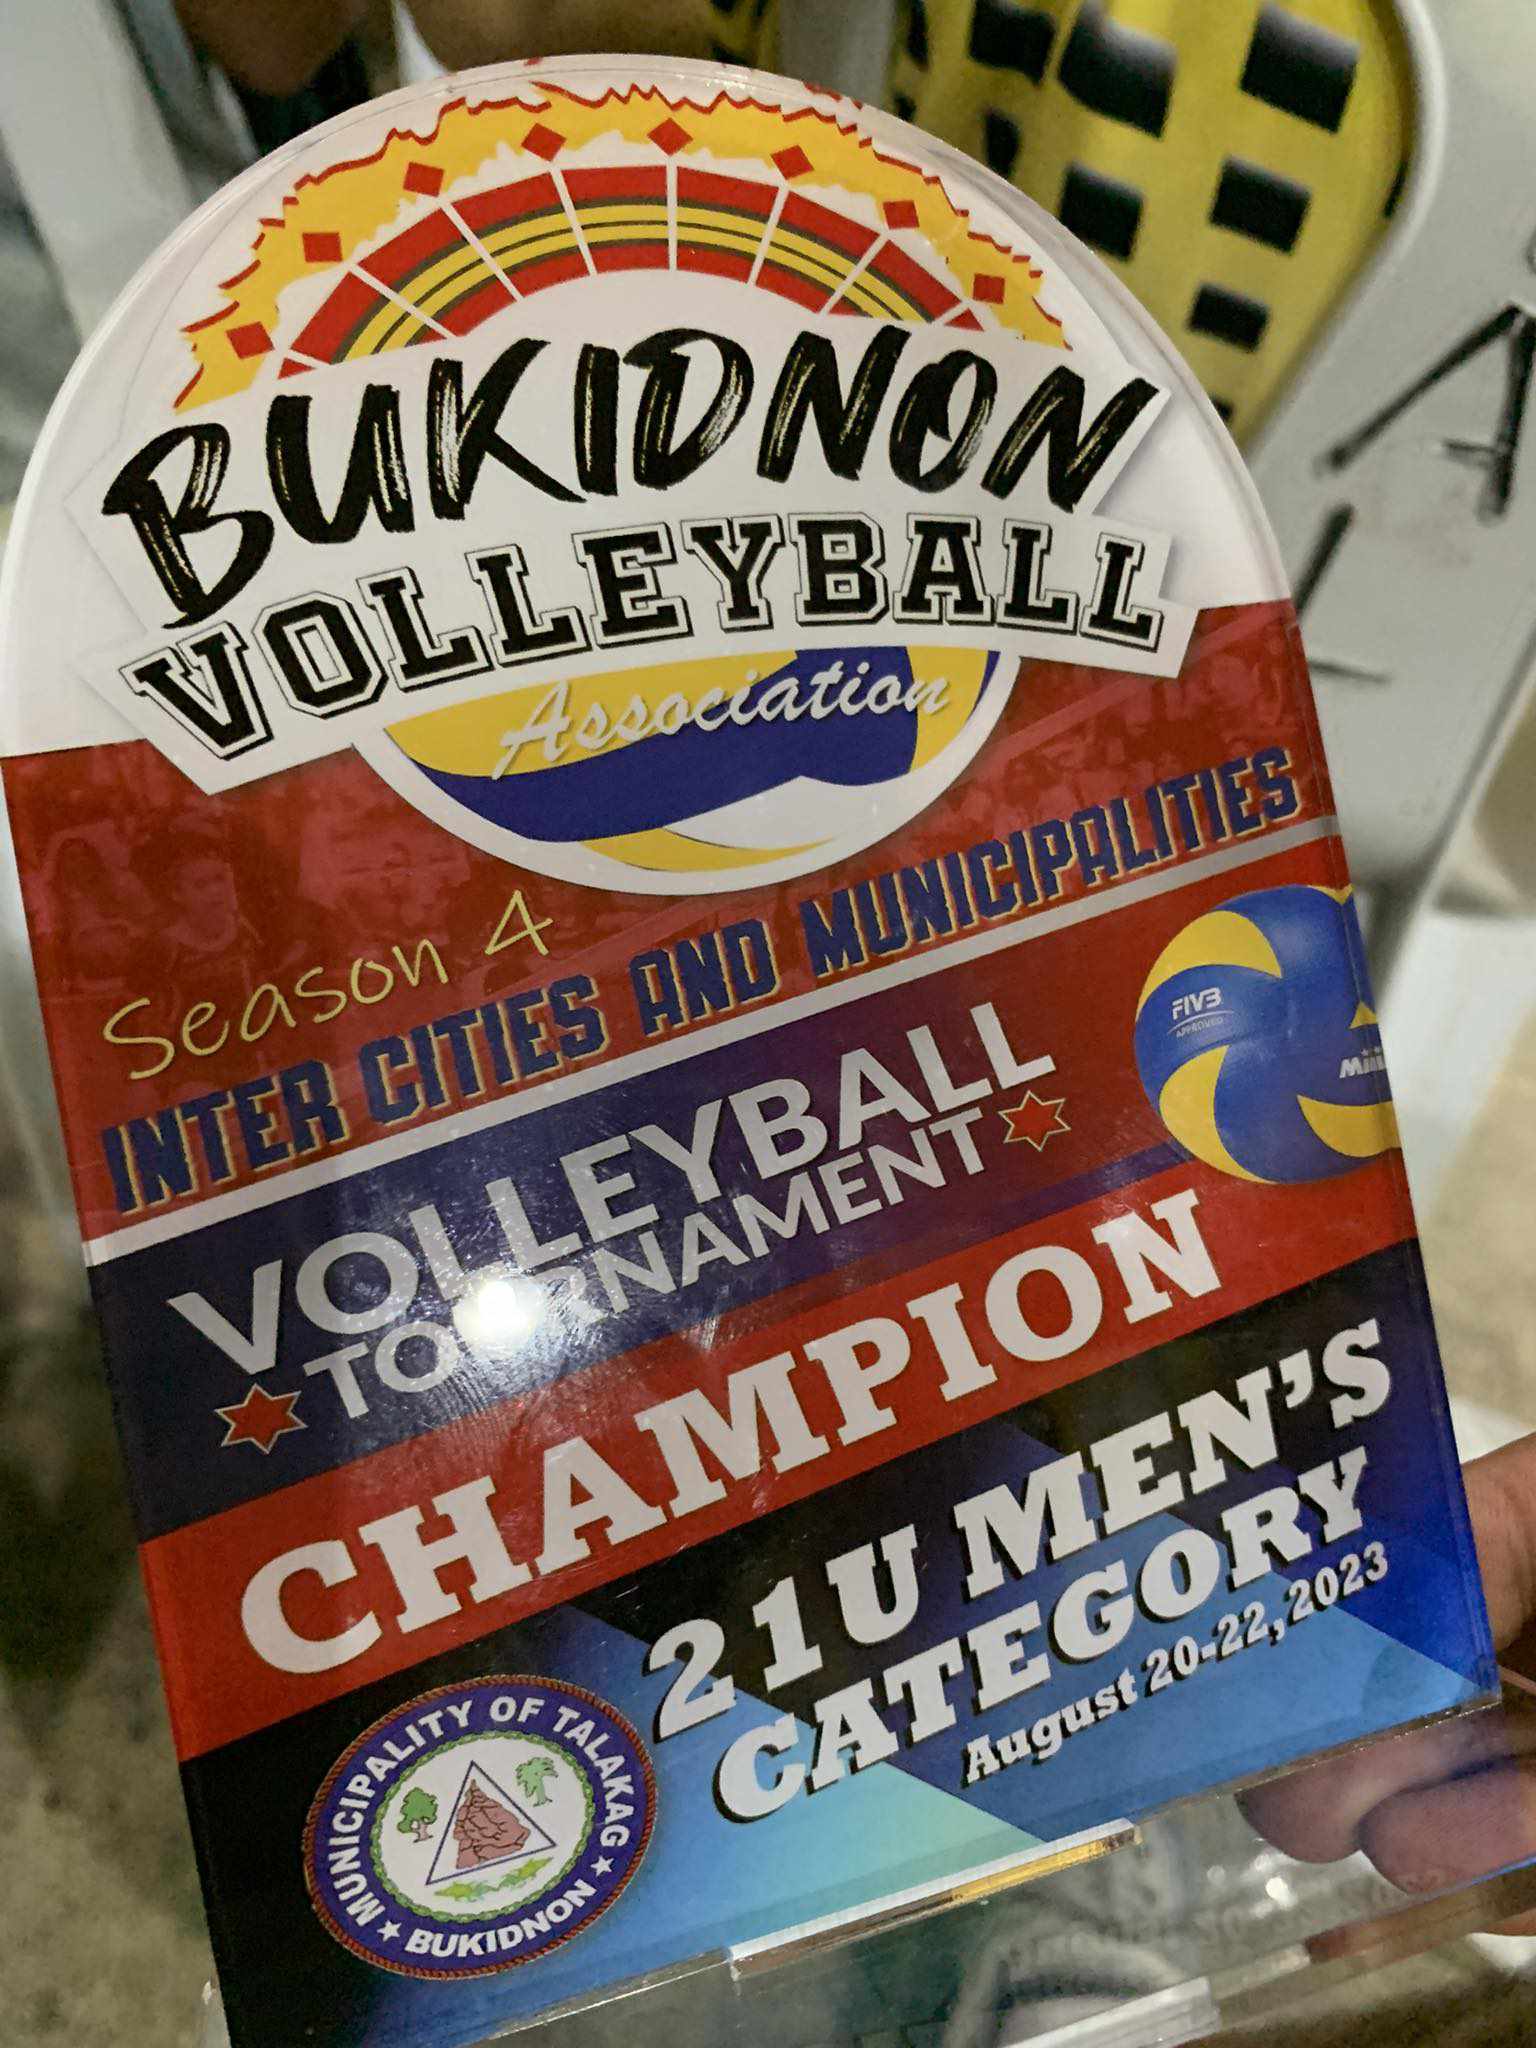 BUKIDNON
VOLLEYBALL
Association
Season 4
INTER CITIES AND MUNICIPALITIES
VOLLEYBALL
TOURNAMENT
FIVB
APPROVED
CHAMPION
21U MEN'S
CATEGORY
August 20-22, 2023
MUNICIPALITY OF TALAKAG
BUKIDNON